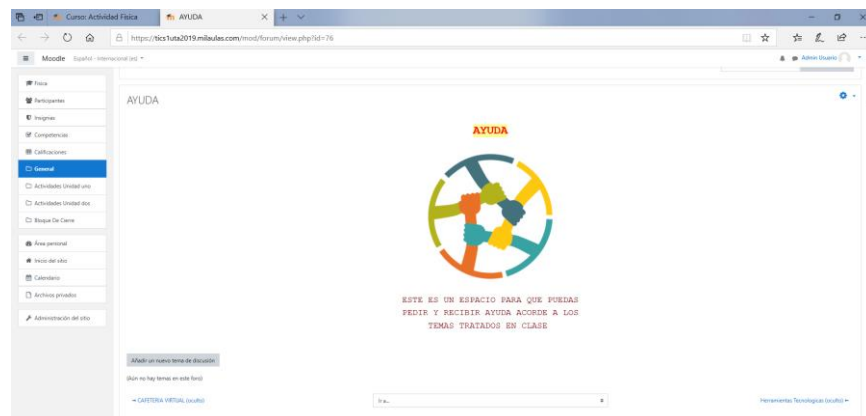 Curso: Actividad Física
AYUDA
https://tics1uta2019.milaulas.com/mod/forum/view.php?id=76
Moodle Español - Internacional (es)
Admin Usuario
Física
Participantes
Insignias
Competencias
Calificaciones
General
Actividades Unidad uno
Actividades Unidad dos
Bloque De Cierre
Área personal
Inicio del sitio
Calendario
Archivos privados
Administración del sitio
AYUDA
AYUDA
ESTE ES UN ESPACIO PARA QUE PUEDAS
PEDIR Y RECIBIR AYUDA ACORDE A LOS
TEMAS TRATADOS EN CLASE
Añadir un nuevo tema de discusión
(Aún no hay temas en este foro)
CAFETERÍA VIRTUAL (oculto)
Ir a...
Herramientas Tecnologicas (oculto)